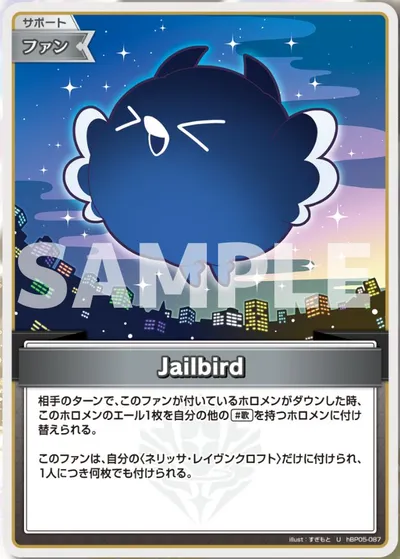 サポート
ファン
SAMPLE
Jailbird
相手のターンで、このファンが付いているホロメンがダウンした時、
このホロメンのエール1枚を自分の他の#歌を持つホロメンに付け
替えられる。
このファンは、自分の〈ネリッサ・レイヴンクロフト〉だけに付けられ、
1人につき何枚でも付けられる。
illust｜すぎもと U hBP05-087